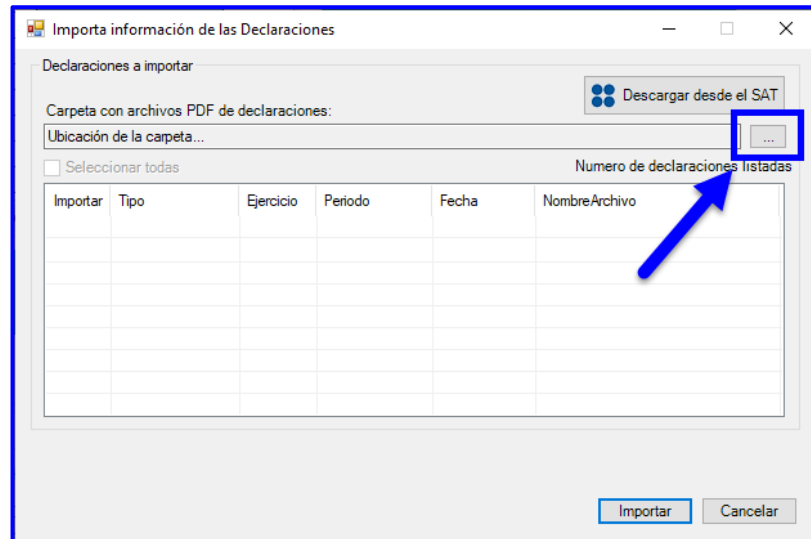 Importa información de las Declaraciones
Declaraciones a importar
Descargar desde el SAT
Carpeta con archivos PDF de declaraciones:
Ubicación de la carpeta...
...
Seleccionar todas
Numero de declaraciones listadas
Importar Tipo Ejercicio Periodo Fecha NombreArchivo
Importar Cancelar